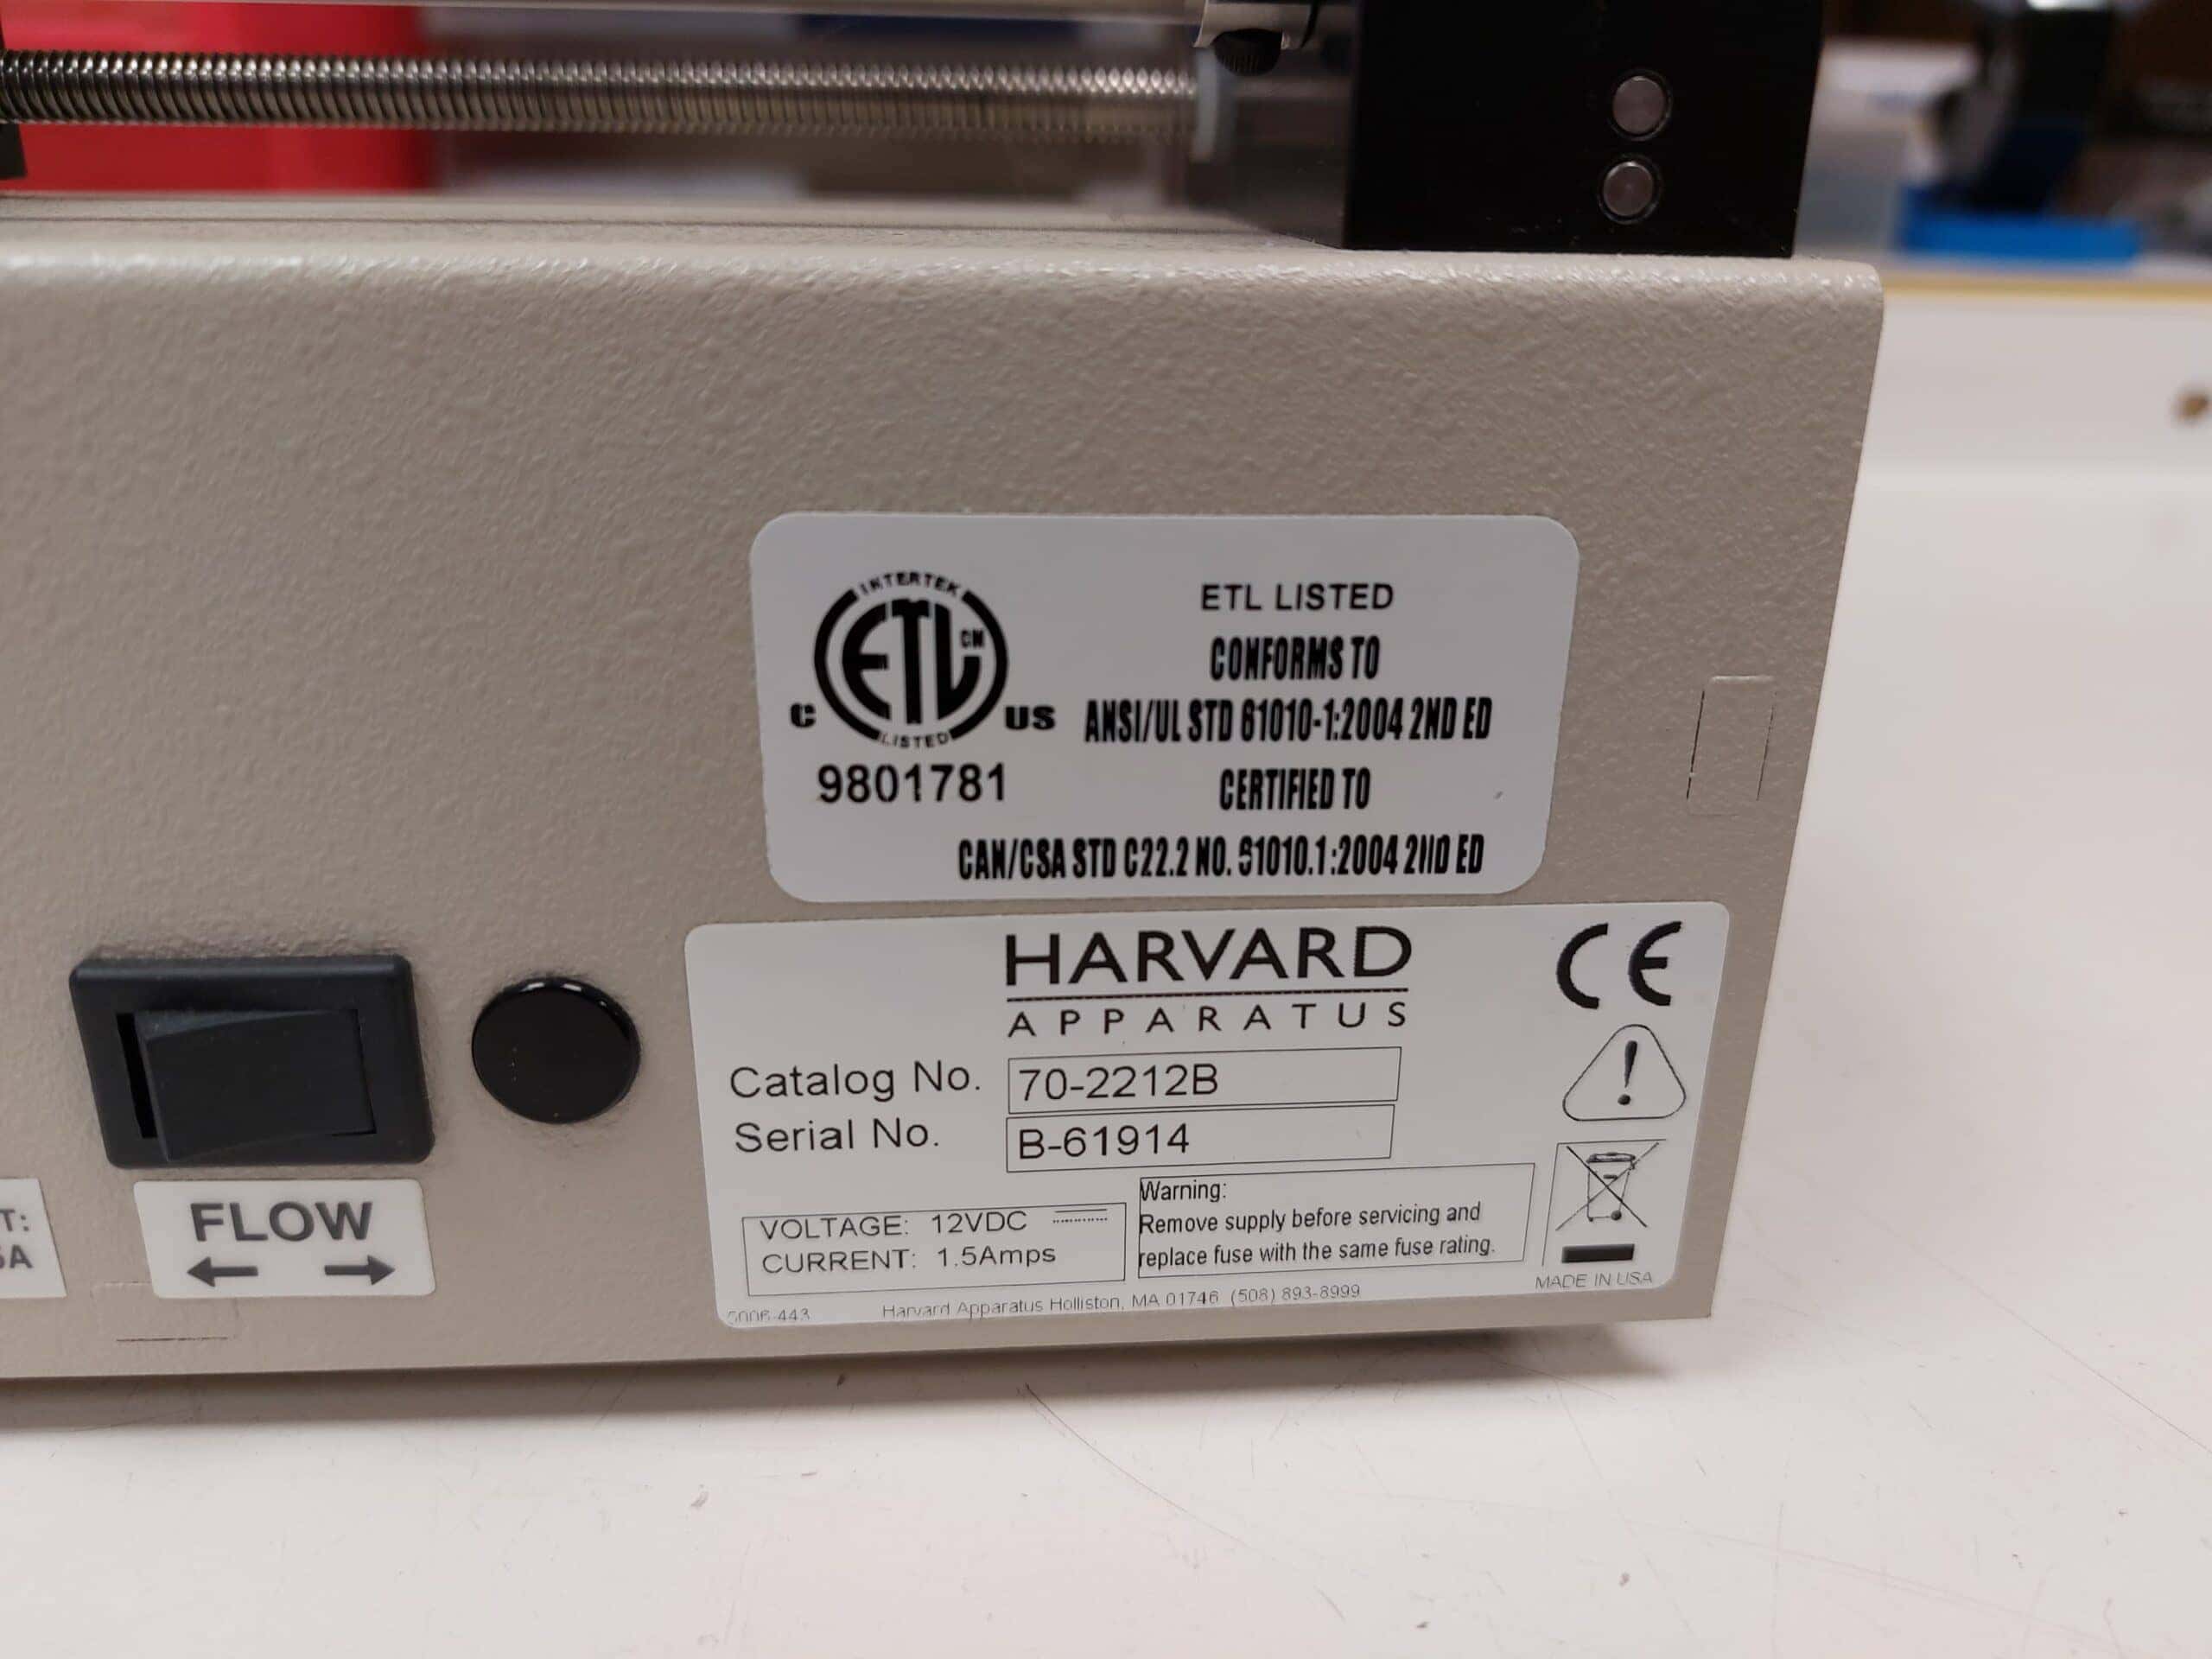 INTERTEK
ETL CM
C US
LISTED
9801781
ETL LISTED
CONFORMS TO
ANSI/UL STD 61010-1:2004 2ND ED
CERTIFIED TO
CAN/CSA STD C22.2 NO. 61010.1:2004 2ND ED
HARVARD
APPARATUS
CE
Catalog No. 70-2212B
Serial No. B-61914
VOLTAGE: 12VDC
CURRENT: 1.5Amps
Warning:
Remove supply before servicing and
replace fuse with the same fuse rating.
MADE IN USA
Harvard Apparatus Holliston, MA 01746 (508) 893-8999
FLOW
T: